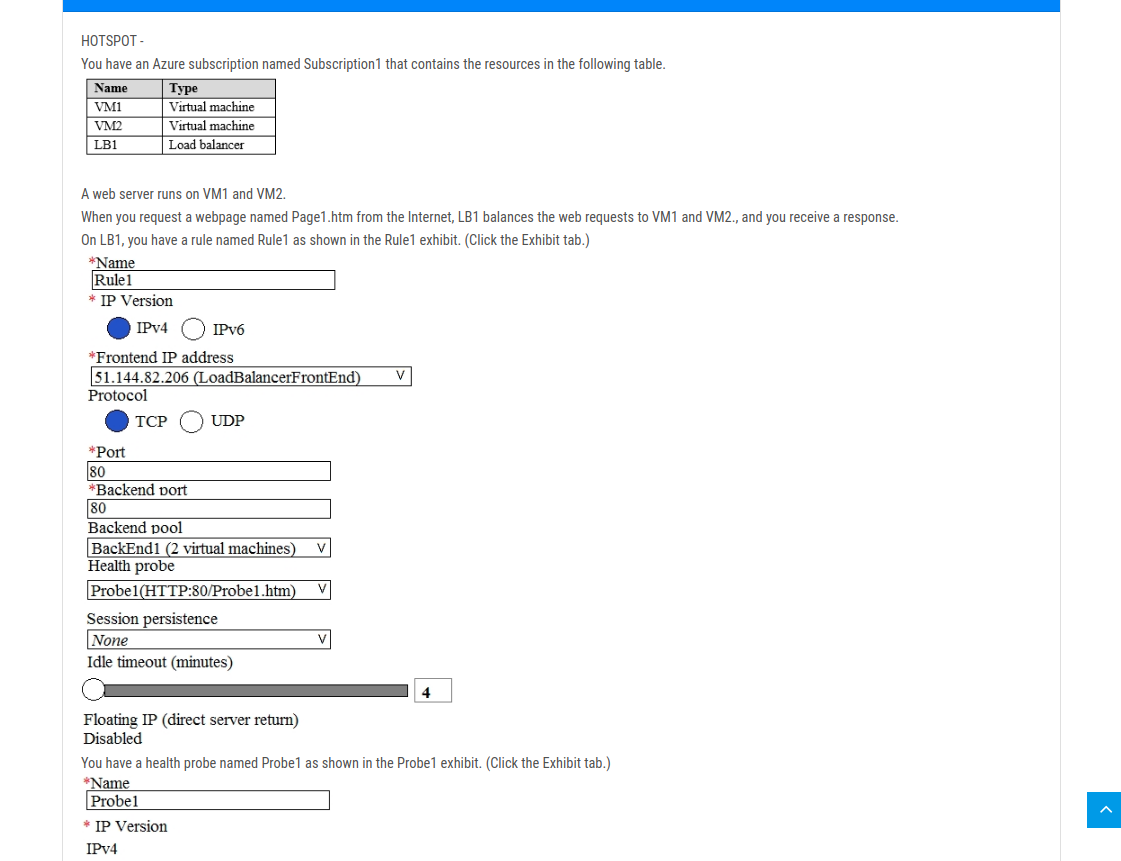 HOTSPOT -
You have an Azure subscription named Subscription1 that contains the resources in the following table.
Name Type
VM1 Virtual machine
VM2 Virtual machine
LB1 Load balancer
A web server runs on VM1 and VM2.
When you request a webpage named Page1.htm from the Internet, LB1 balances the web requests to VM1 and VM2., and you receive a response.
On LB1, you have a rule named Rule1 as shown in the Rule1 exhibit. (Click the Exhibit tab.)
*Name
Rule1
* IP Version
IPv4 IPv6
*Frontend IP address
51.144.82.206 (LoadBalancerFrontEnd) V
Protocol
TCP UDP
*Port
80
*Backend port
80
Backend pool
BackEnd1 (2 virtual machines) V
Health probe
Probe1(HTTP:80/Probe1.htm) V
Session persistence
None V
Idle timeout (minutes)
4
Floating IP (direct server return)
Disabled
You have a health probe named Probe1 as shown in the Probe1 exhibit. (Click the Exhibit tab.)
*Name
Probe1
* IP Version
IPv4